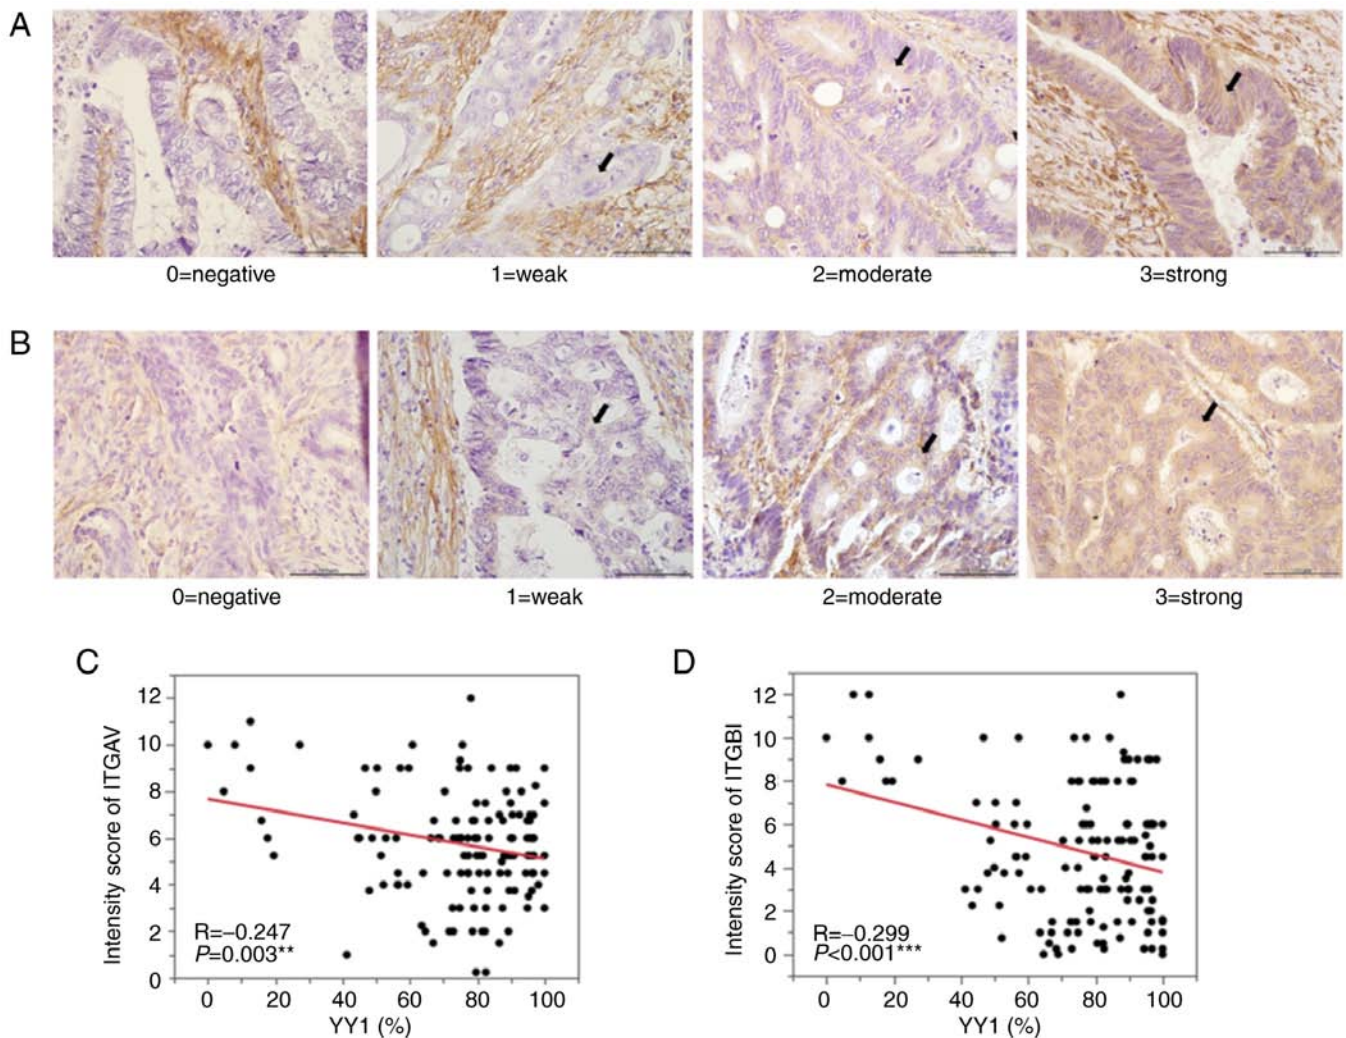 A
0=negative
1=weak
2=moderate
3=strong
B
0=negative
1=weak
2=moderate
3=strong
C
Intensity score of ITGAV
12
10
8
6
4
2
0
R=−0.247
P=0.003**
0 20 40 60 80 100
YY1 (%)
D
Intensity score of ITGBI
12
10
8
6
4
2
0
R=−0.299
P<0.001***
0 20 40 60 80 100
YY1 (%)